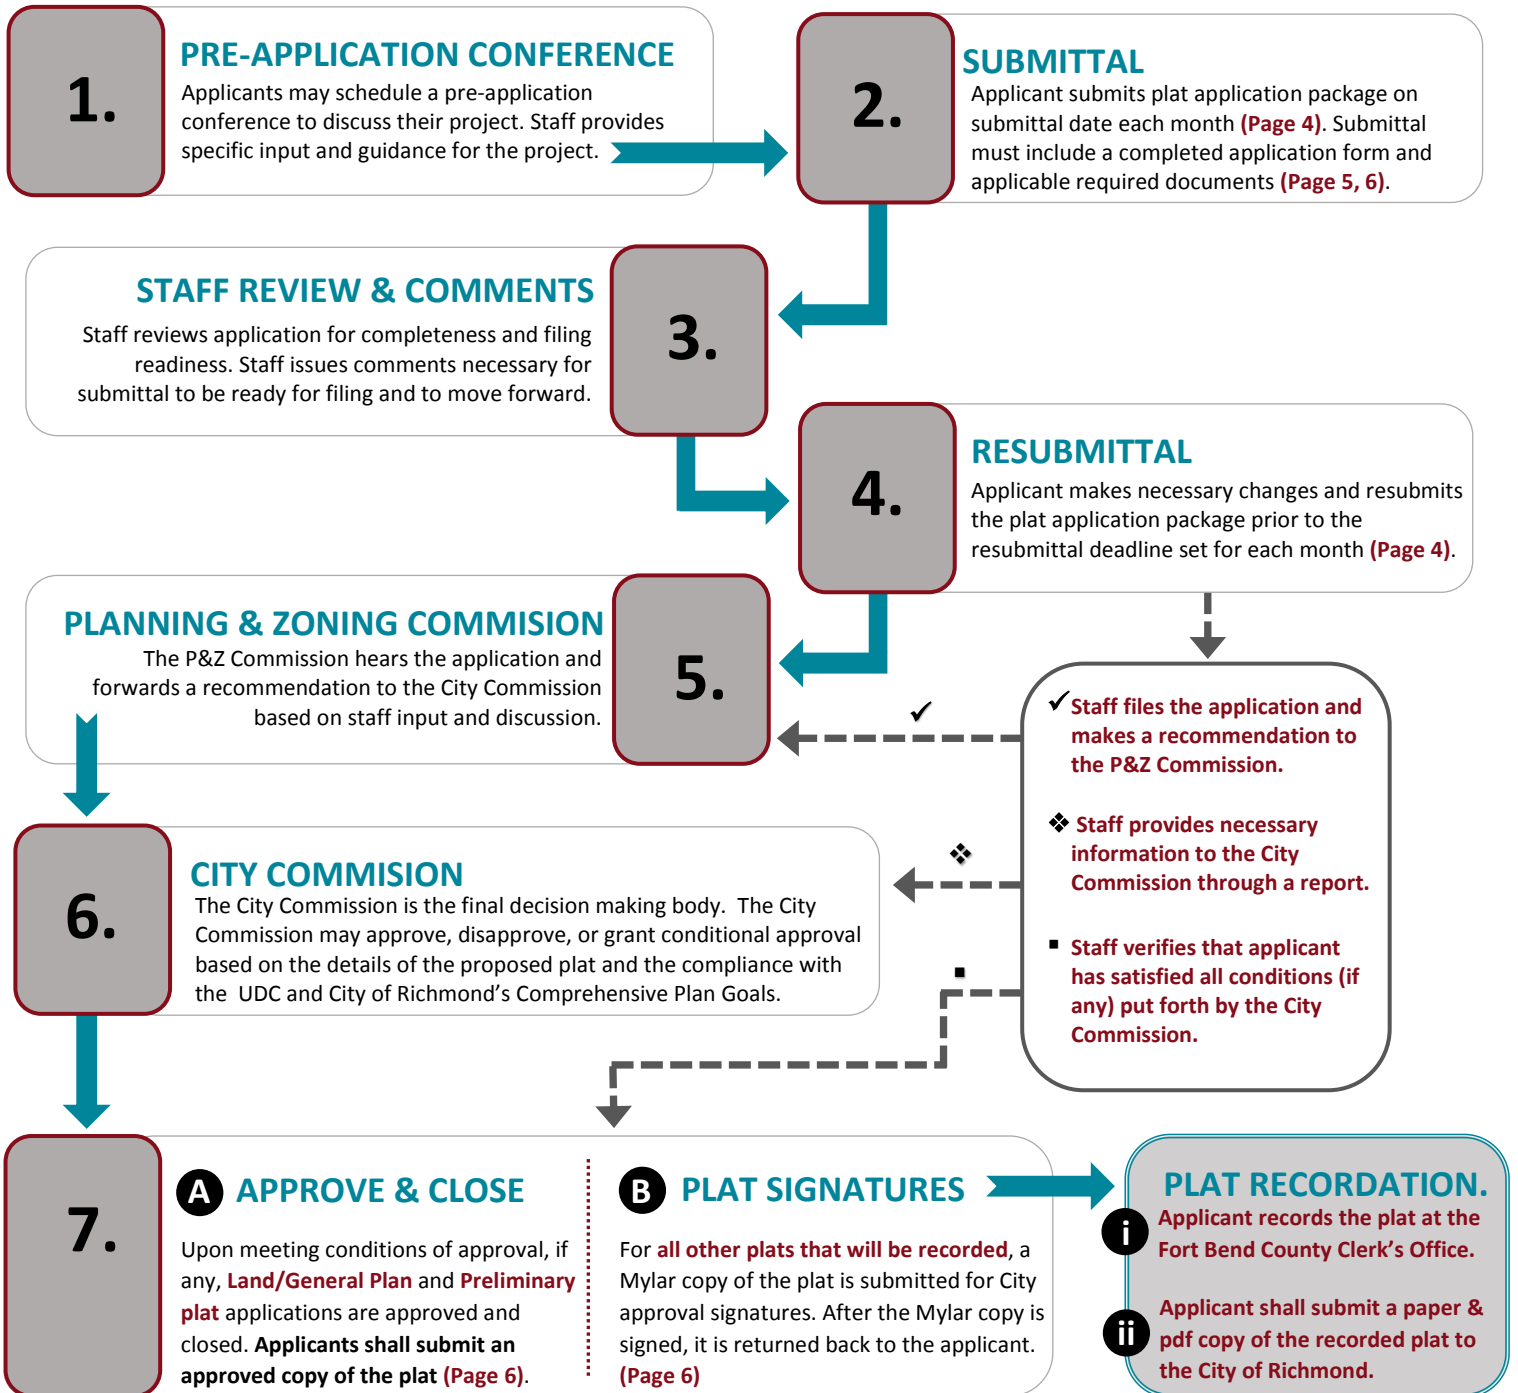 1.
PRE-APPLICATION CONFERENCE
Applicants may schedule a pre-application
conference to discuss their project. Staff provides
specific input and guidance for the project.
2.
SUBMITTAL
Applicant submits plat application package on
submittal date each month (Page 4). Submittal
must include a completed application form and
applicable required documents (Page 5, 6).
3.
STAFF REVIEW & COMMENTS
Staff reviews application for completeness and filing
readiness. Staff issues comments necessary for
submittal to be ready for filing and to move forward.
4.
RESUBMITTAL
Applicant makes necessary changes and resubmits
the plat application package prior to the
resubmittal deadline set for each month (Page 4).
5.
PLANNING & ZONING COMMISION
The P&Z Commission hears the application and
forwards a recommendation to the City Commission
based on staff input and discussion.
✓
✓Staff files the application and
makes a recommendation to
the P&Z Commission.
❖
❖ Staff provides necessary
information to the City
Commission through a report.
▪
▪ Staff verifies that applicant
has satisfied all conditions (if
any) put forth by the City
Commission.
6.
CITY COMMISION
The City Commission is the final decision making body.  The City
Commission may approve, disapprove, or grant conditional approval
based on the details of the proposed plat and the compliance with
the  UDC and City of Richmond's Comprehensive Plan Goals.
7.
A APPROVE & CLOSE
Upon meeting conditions of approval, if
any, Land/General Plan and Preliminary
plat applications are approved and
closed. Applicants shall submit an
approved copy of the plat (Page 6).
B PLAT SIGNATURES
For all other plats that will be recorded, a
Mylar copy of the plat is submitted for City
approval signatures. After the Mylar copy is
signed, it is returned back to the applicant.
(Page 6)
PLAT RECORDATION.
i Applicant records the plat at the
Fort Bend County Clerk's Office.
ii Applicant shall submit a paper &
pdf copy of the recorded plat to
the City of Richmond.